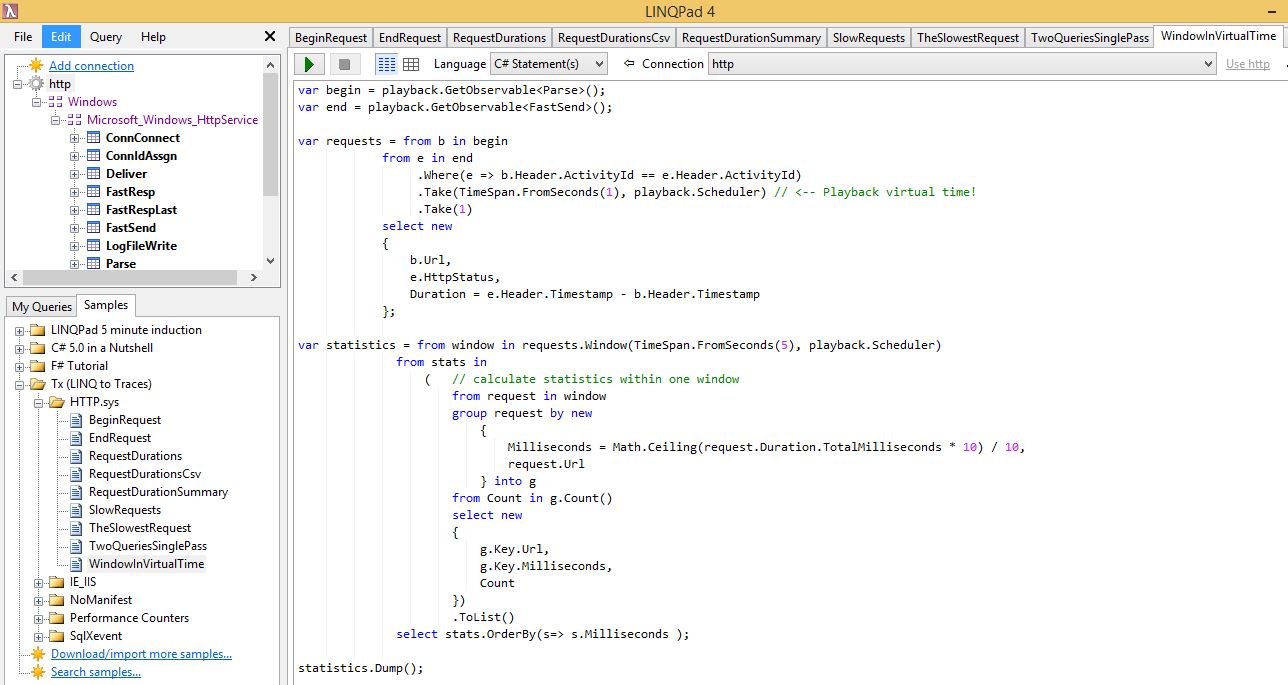 LINQPad 4
File Edit Query Help
Add connection
http
Windows
Microsoft_Windows_HttpService
ConnConnect
ConnIdAssgn
Deliver
FastResp
FastRespLast
FastSend
LogFileWrite
Parse
My Queries Samples
LINQPad 5 minute induction
C# 5.0 in a Nutshell
F# Tutorial
Tx (LINQ to Traces)
HTTP.sys
BeginRequest
EndRequest
RequestDurations
RequestDurationsCsv
RequestDurationSummary
SlowRequests
TheSlowestRequest
TwoQueriesSinglePass
WindowInVirtualTime
IE_IIS
NoManifest
Performance Counters
SqlXevent
Download/import more samples...
Search samples...
BeginRequest EndRequest RequestDurations RequestDurationsCsv RequestDurationSummary SlowRequests TheSlowestRequest TwoQueriesSinglePass WindowInVirtualTime
Language C# Statement(s) Connection http Use http
var begin = playback.GetObservable<Parse>();
var end = playback.GetObservable<FastSend>();
var requests = from b in begin
from e in end
.Where(e => b.Header.ActivityId == e.Header.ActivityId)
.Take(TimeSpan.FromSeconds(1), playback.Scheduler) // <-- Playback virtual time!
.Take(1)
select new
{
b.Url,
e.HttpStatus,
Duration = e.Header.Timestamp - b.Header.Timestamp
};
var statistics = from window in requests.Window(TimeSpan.FromSeconds(5), playback.Scheduler)
from stats in
( // calculate statistics within one window
from request in window
group request by new
{
Milliseconds = Math.Ceiling(request.Duration.TotalMilliseconds * 10) / 10,
request.Url
} into g
from Count in g.Count()
select new
{
g.Key.Url,
g.Key.Milliseconds,
Count
})
.ToList()
select stats.OrderBy(s=> s.Milliseconds );
statistics.Dump();